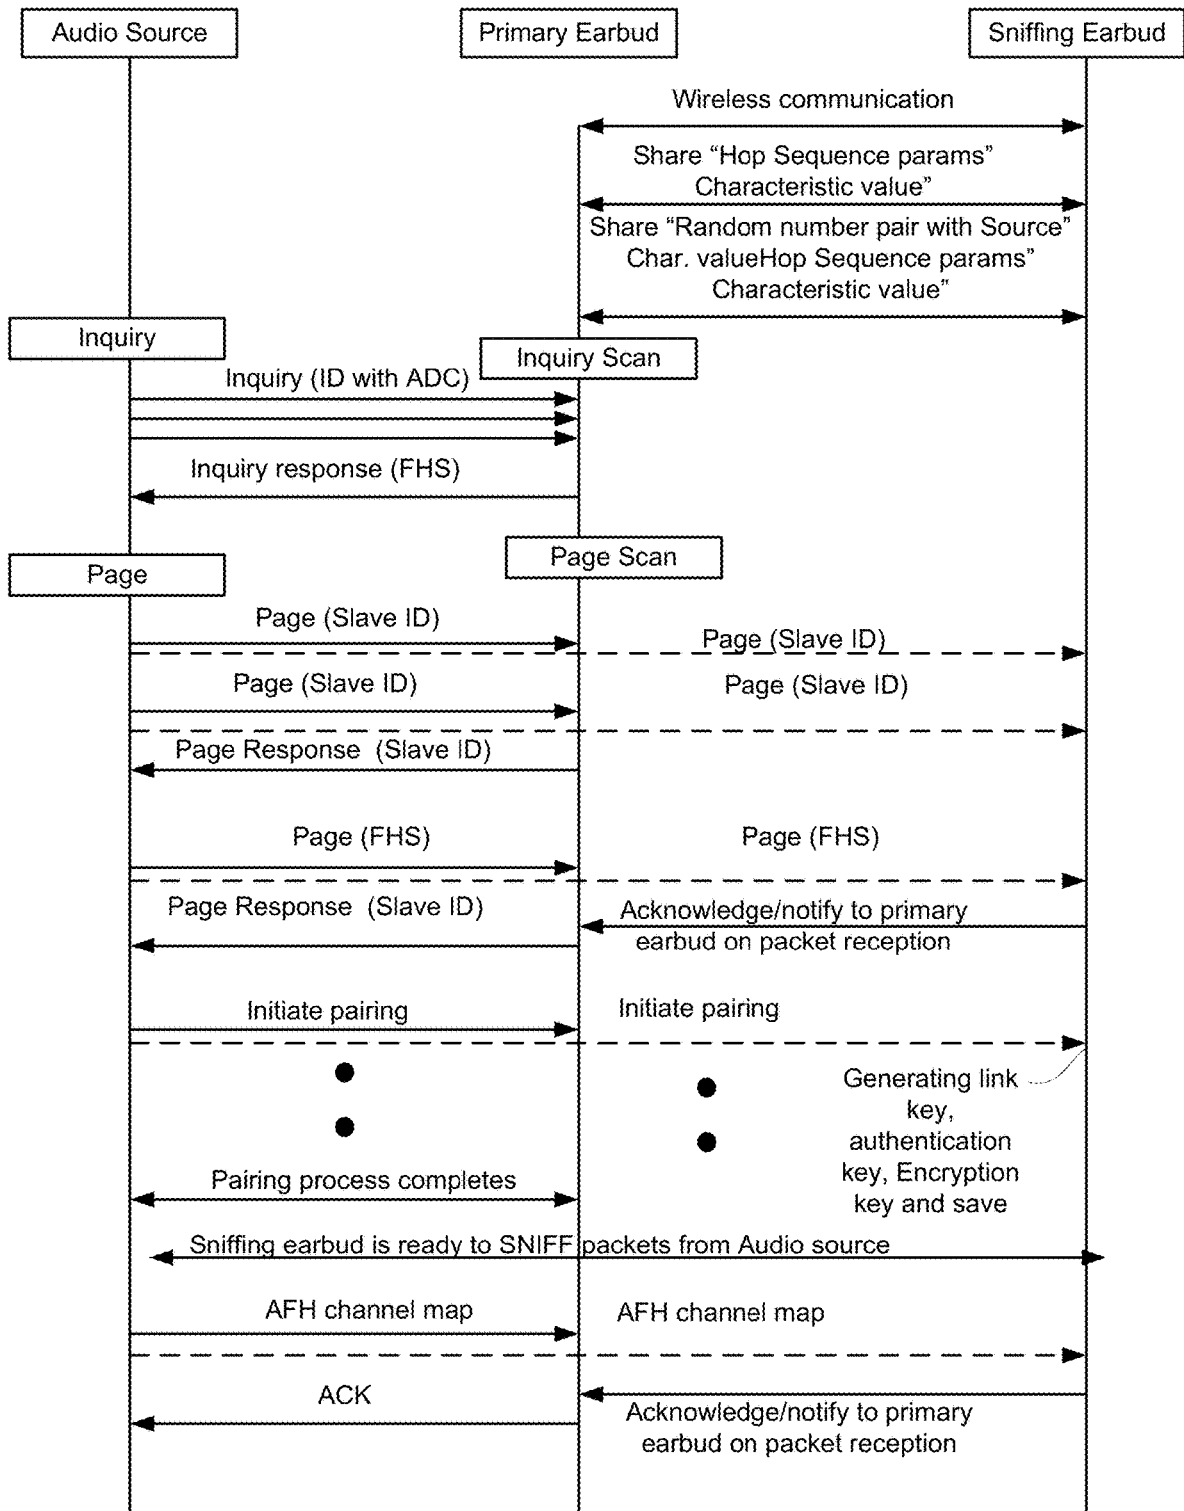 Audio Source
Primary Earbud
Sniffing Earbud
Wireless communication
Share “Hop Sequence params”
Characteristic value”
Share “Random number pair with Source”
Char. valueHop Sequence params”
Characteristic value”
Inquiry
Inquiry Scan
Inquiry (ID with ADC)
Inquiry response (FHS)
Page Scan
Page
Page (Slave ID)
Page (Slave ID)
Page (Slave ID)
Page (Slave ID)
Page Response (Slave ID)
Page (FHS)
Page (FHS)
Page Response (Slave ID)
Acknowledge/notify to primary
earbud on packet reception
Initiate pairing
Initiate pairing
Generating link
key,
authentication
key, Encryption
key and save
Pairing process completes
Sniffing earbud is ready to SNIFF packets from Audio source
AFH channel map
AFH channel map
ACK
Acknowledge/notify to primary
earbud on packet reception